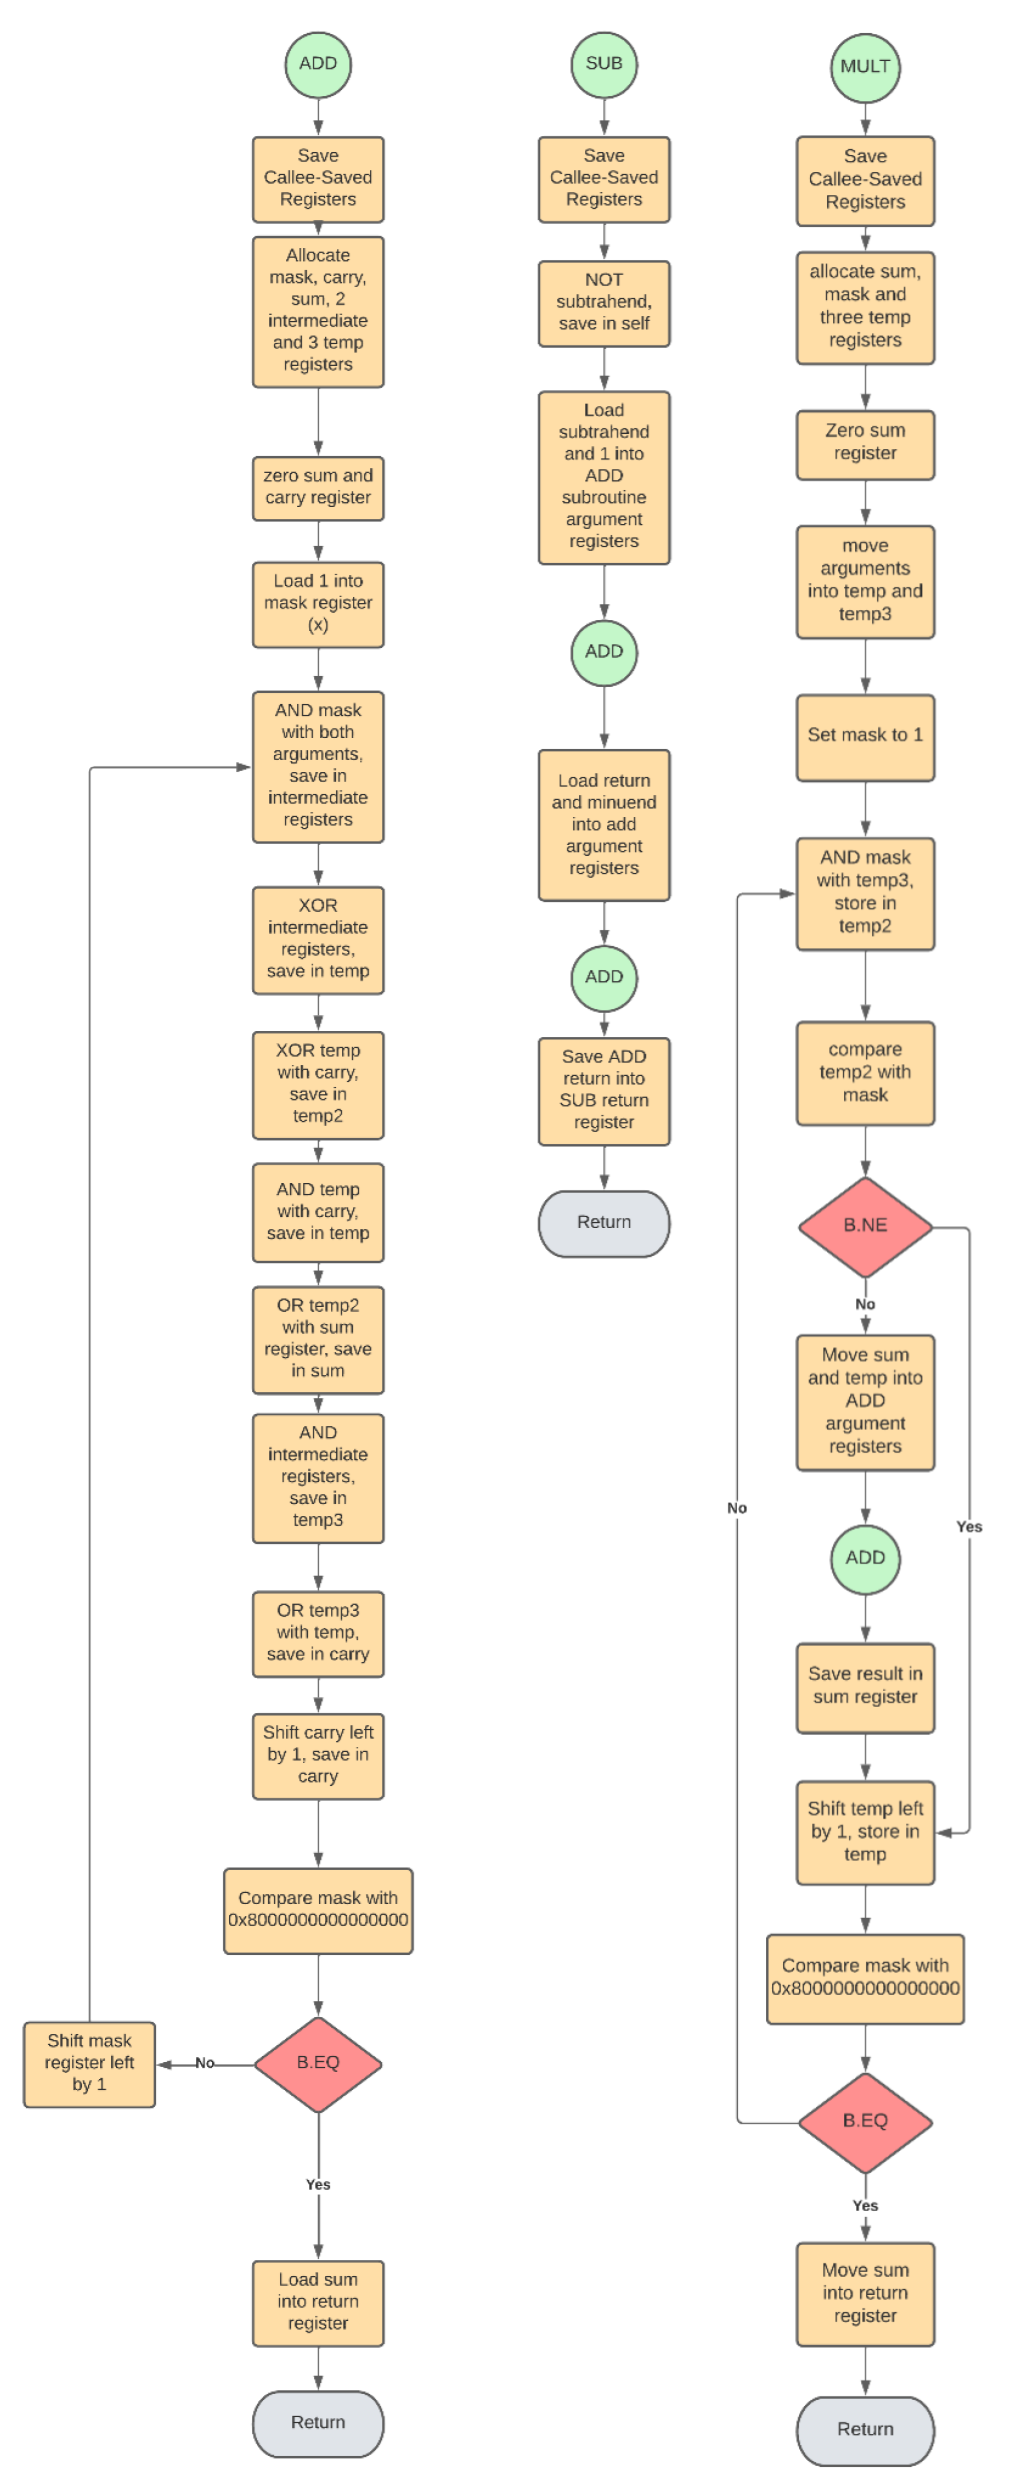 ADD
Save
Callee-Saved
Registers
Allocate
mask, carry,
sum, 2
intermediate
and 3 temp
registers
zero sum and
carry register
Load 1 into
mask register
(x)
AND mask
with both
arguments,
save in
intermediate
registers
XOR
intermediate
registers,
save in temp
XOR temp
with carry,
save in
temp2
AND temp
with carry,
save in temp
OR temp2
with sum
register, save
in sum
AND
intermediate
registers,
save in
temp3
OR temp3
with temp,
save in carry
Shift carry left
by 1, save in
carry
Compare mask with
0x8000000000000000
B.EQ
No
Shift mask
register left
by 1
Yes
Load sum
into return
register
Return
SUB
Save
Callee-Saved
Registers
NOT
subtrahend,
save in self
Load
subtrahend
and 1 into
ADD
subroutine
argument
registers
ADD
Load return
and minuend
into add
argument
registers
ADD
Save ADD
return into
SUB return
register
Return
MULT
Save
Callee-Saved
Registers
allocate sum,
mask and
three temp
registers
Zero sum
register
move
arguments
into temp and
temp3
Set mask to 1
AND mask
with temp3,
store in
temp2
compare
temp2 with
mask
B.NE
No
Move sum
and temp into
ADD
argument
registers
Yes
ADD
Save result in
sum register
Shift temp left
by 1, store in
temp
Compare mask with
0x8000000000000000
B.EQ
No
Yes
Move sum
into return
register
Return